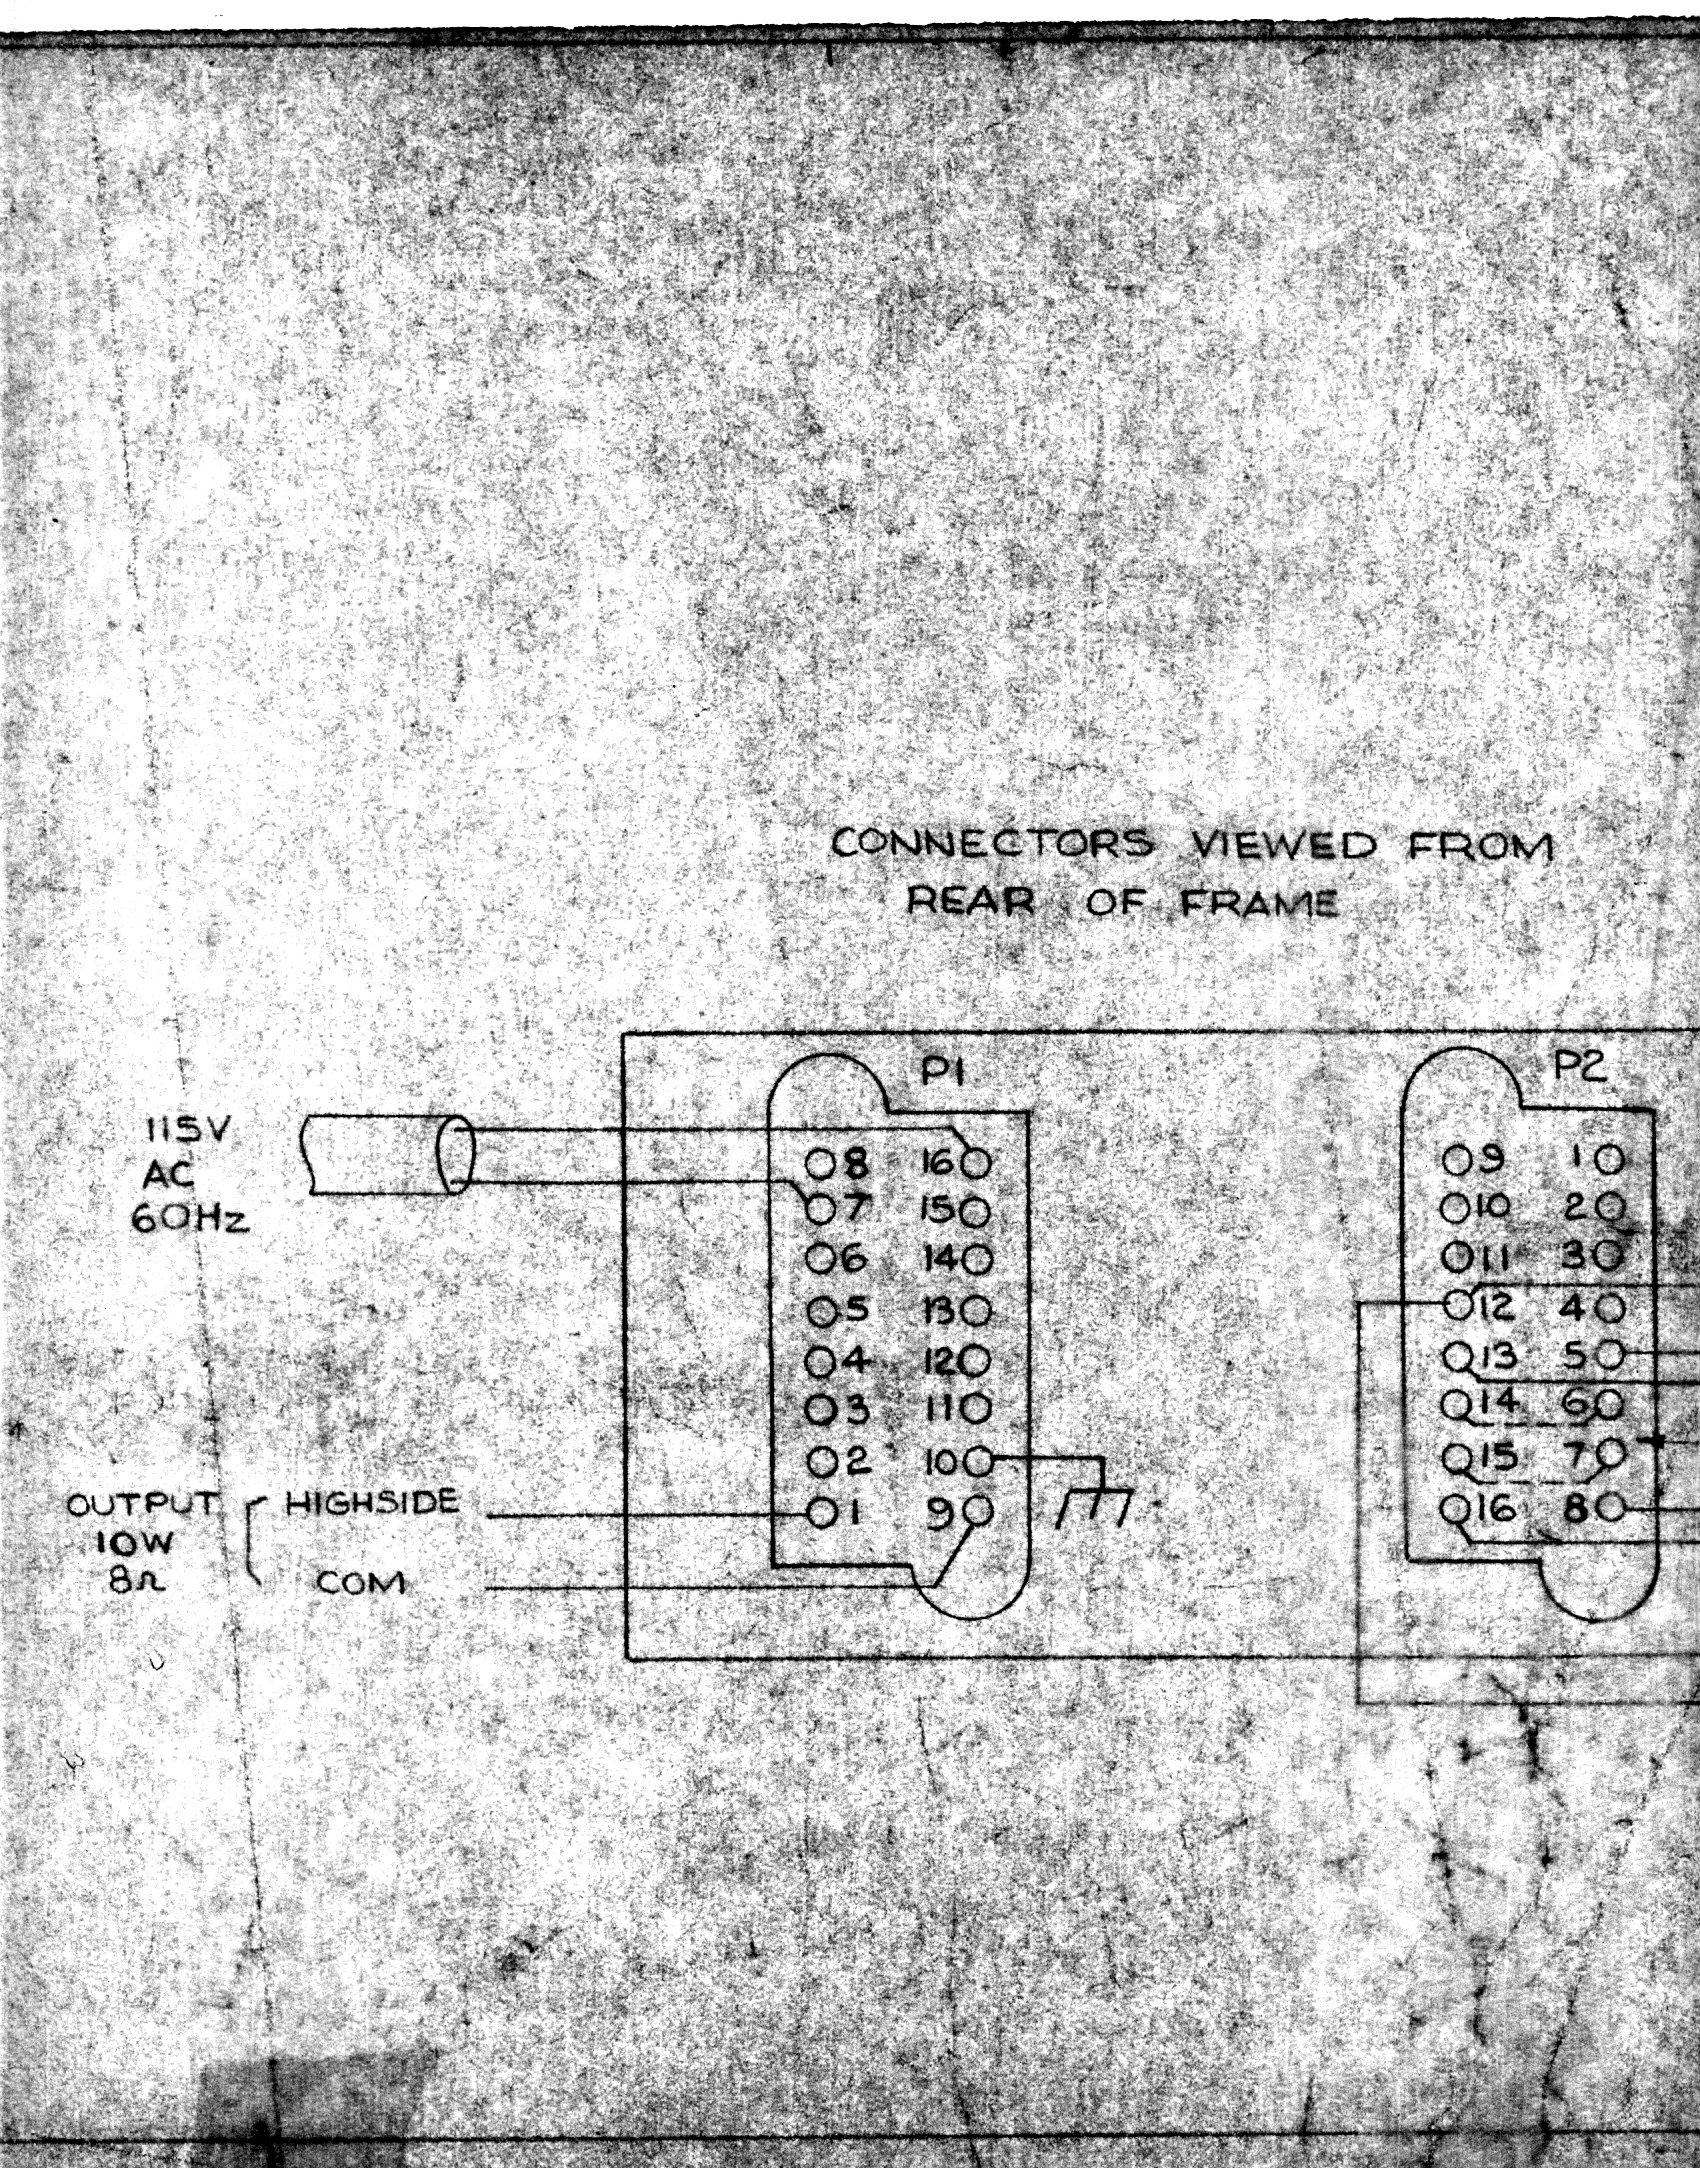 CONNECTORS VIEWED FROM
REAR OF FRAME
P1
P2
115V
AC
60Hz
8 16
7 15
6 14
5 13
4 12
3 11
2 10
1 9
9 1
10 2
11 3
12 4
13 5
14 6
15 7
16 8
OUTPUT HIGHSIDE
10W
8Ω COM